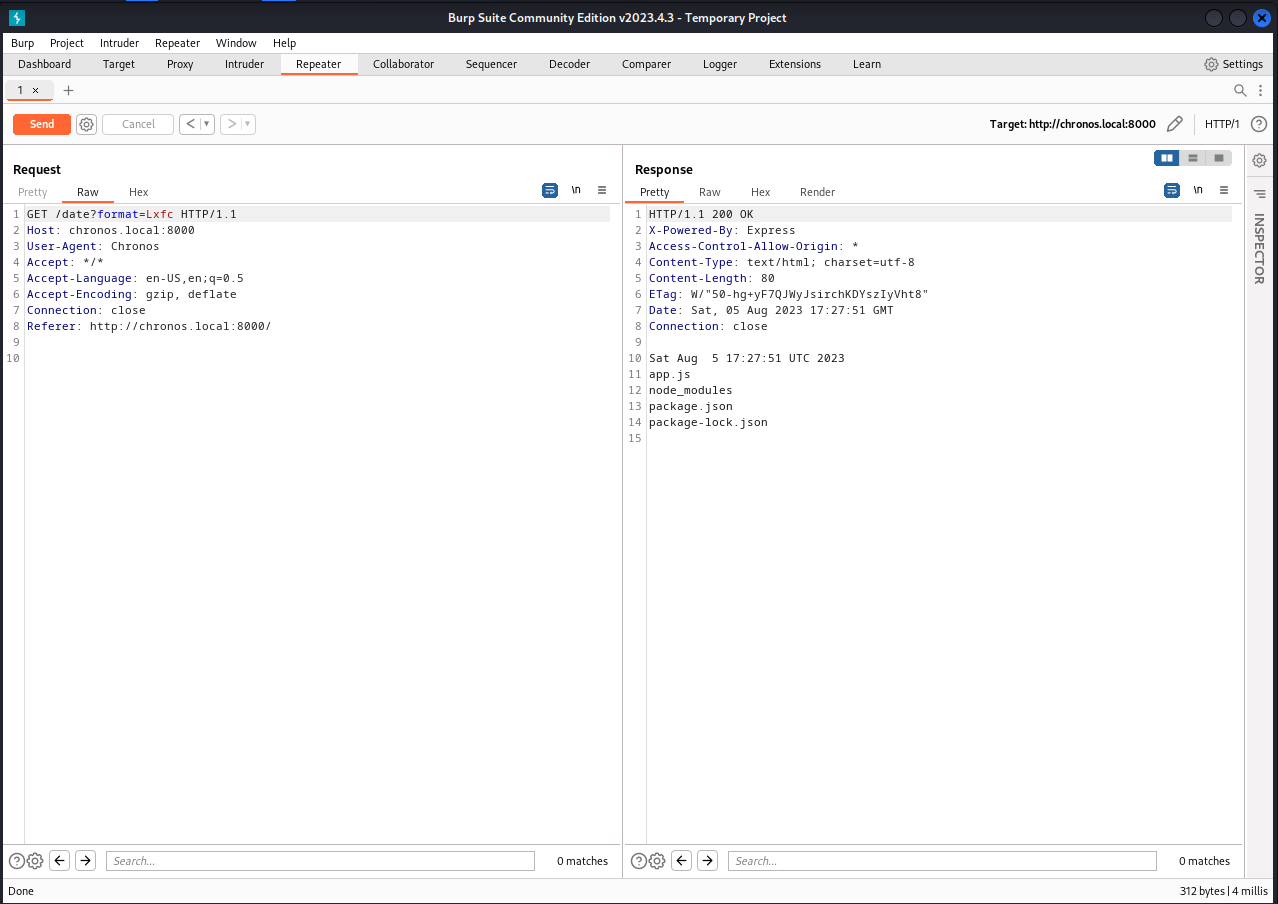 Burp Suite Community Edition v2023.4.3 - Temporary Project
Burp Project Intruder Repeater Window Help
Dashboard Target Proxy Intruder Repeater Collaborator Sequencer Decoder Comparer Logger Extensions Learn Settings
1 × +
Send Cancel < > Target: http://chronos.local:8000 HTTP/1 ?
Request
Pretty Raw Hex \n
1 GET /date?format=Lxfc HTTP/1.1
2 Host: chronos.local:8000
3 User-Agent: Chronos
4 Accept: */*
5 Accept-Language: en-US,en;q=0.5
6 Accept-Encoding: gzip, deflate
7 Connection: close
8 Referer: http://chronos.local:8000/
9
10
? Search... 0 matches
Response
Pretty Raw Hex Render \n
1 HTTP/1.1 200 OK
2 X-Powered-By: Express
3 Access-Control-Allow-Origin: *
4 Content-Type: text/html; charset=utf-8
5 Content-Length: 80
6 ETag: W/"50-hg+yF7QJWyJsirchKDYszIyVht8"
7 Date: Sat, 05 Aug 2023 17:27:51 GMT
8 Connection: close
9
10 Sat Aug  5 17:27:51 UTC 2023
11 app.js
12 node_modules
13 package.json
14 package-lock.json
15
? Search... 0 matches
INSPECTOR
Done
312 bytes | 4 millis